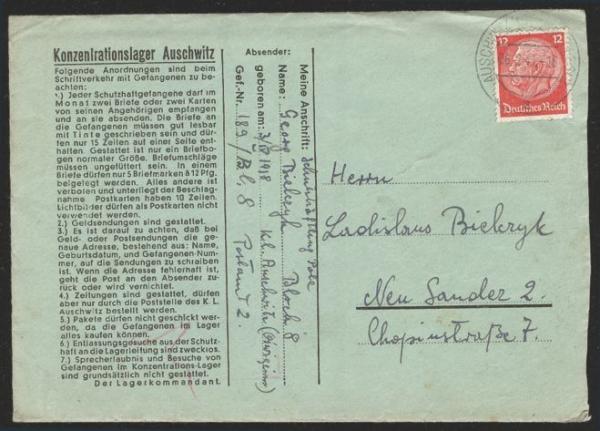 Konzentrationslager Auschwitz
Folgende Anordnungen sind beim
Schriftverkehr mit Gefangenen zu be-
achten:
1.) Jeder Schutzhaftgefangene darf im
Monat zwei Briefe oder zwei Karten
von seinen Angehörigen empfangen
und an sie absenden. Die Briefe an
die Gefangenen müssen gut lesbar
mit Tinte geschrieben sein und dür-
fen nur 15 Zeilen auf einer Seite ent-
halten. Gestattet ist nur ein Briefbo-
gen normaler Größe. Briefumschläge
müssen ungefüttert sein. In einem
Briefe dürfen nur 5 Briefmarken à 12 Pfg.
beigelegt werden. Alles andere ist
verboten und unterliegt der Beschlag-
nahme. Postkarten haben 10 Zeilen.
Lichtbilder dürfen als Postkarten nicht
verwendet werden.
2.) Geldsendungen sind gestattet.
3.) Es ist darauf zu achten, daß bei
Geld- oder Postsendungen die ge-
naue Adresse, bestehend aus: Name,
Geburtsdatum, und Gefangenen-Num-
mer, auf die Sendungen zu schreiben
ist. Wenn die Adresse fehlerhaft ist,
geht die Post an den Absender zu-
rück oder wird vernichtet.
4.) Zeitungen sind gestattet, dürfen
aber nur durch die Poststelle des K. L.
Auschwitz bestellt werden.
5.) Pakete dürfen nicht geschickt wer-
den, da die Gefangenen im Lager
alles kaufen können.
6.) Entlassungsgesuche aus der Schutz-
haft an die Lagerleitung sind zwecklos.
7.) Sprecherlaubnis und Besuche von
Gefangenen im Konzentrations-Lager
sind grundsätzlich nicht gestattet.
Der Lagerkommandant.
Absender:
Meine Anschrift: Schutzhäftling Pole
Name: Georg Bielczyk Block 8
geboren am: 1918 K.L. Auschwitz
Gef.-Nr. 189/Bl. 8 Postamt 2.
12 12
Deutsches Reich
AUSCHWITZ
Herrn
Ladislaus Bielczyk
Neu Sandez 2.
Chopinstraße 7.